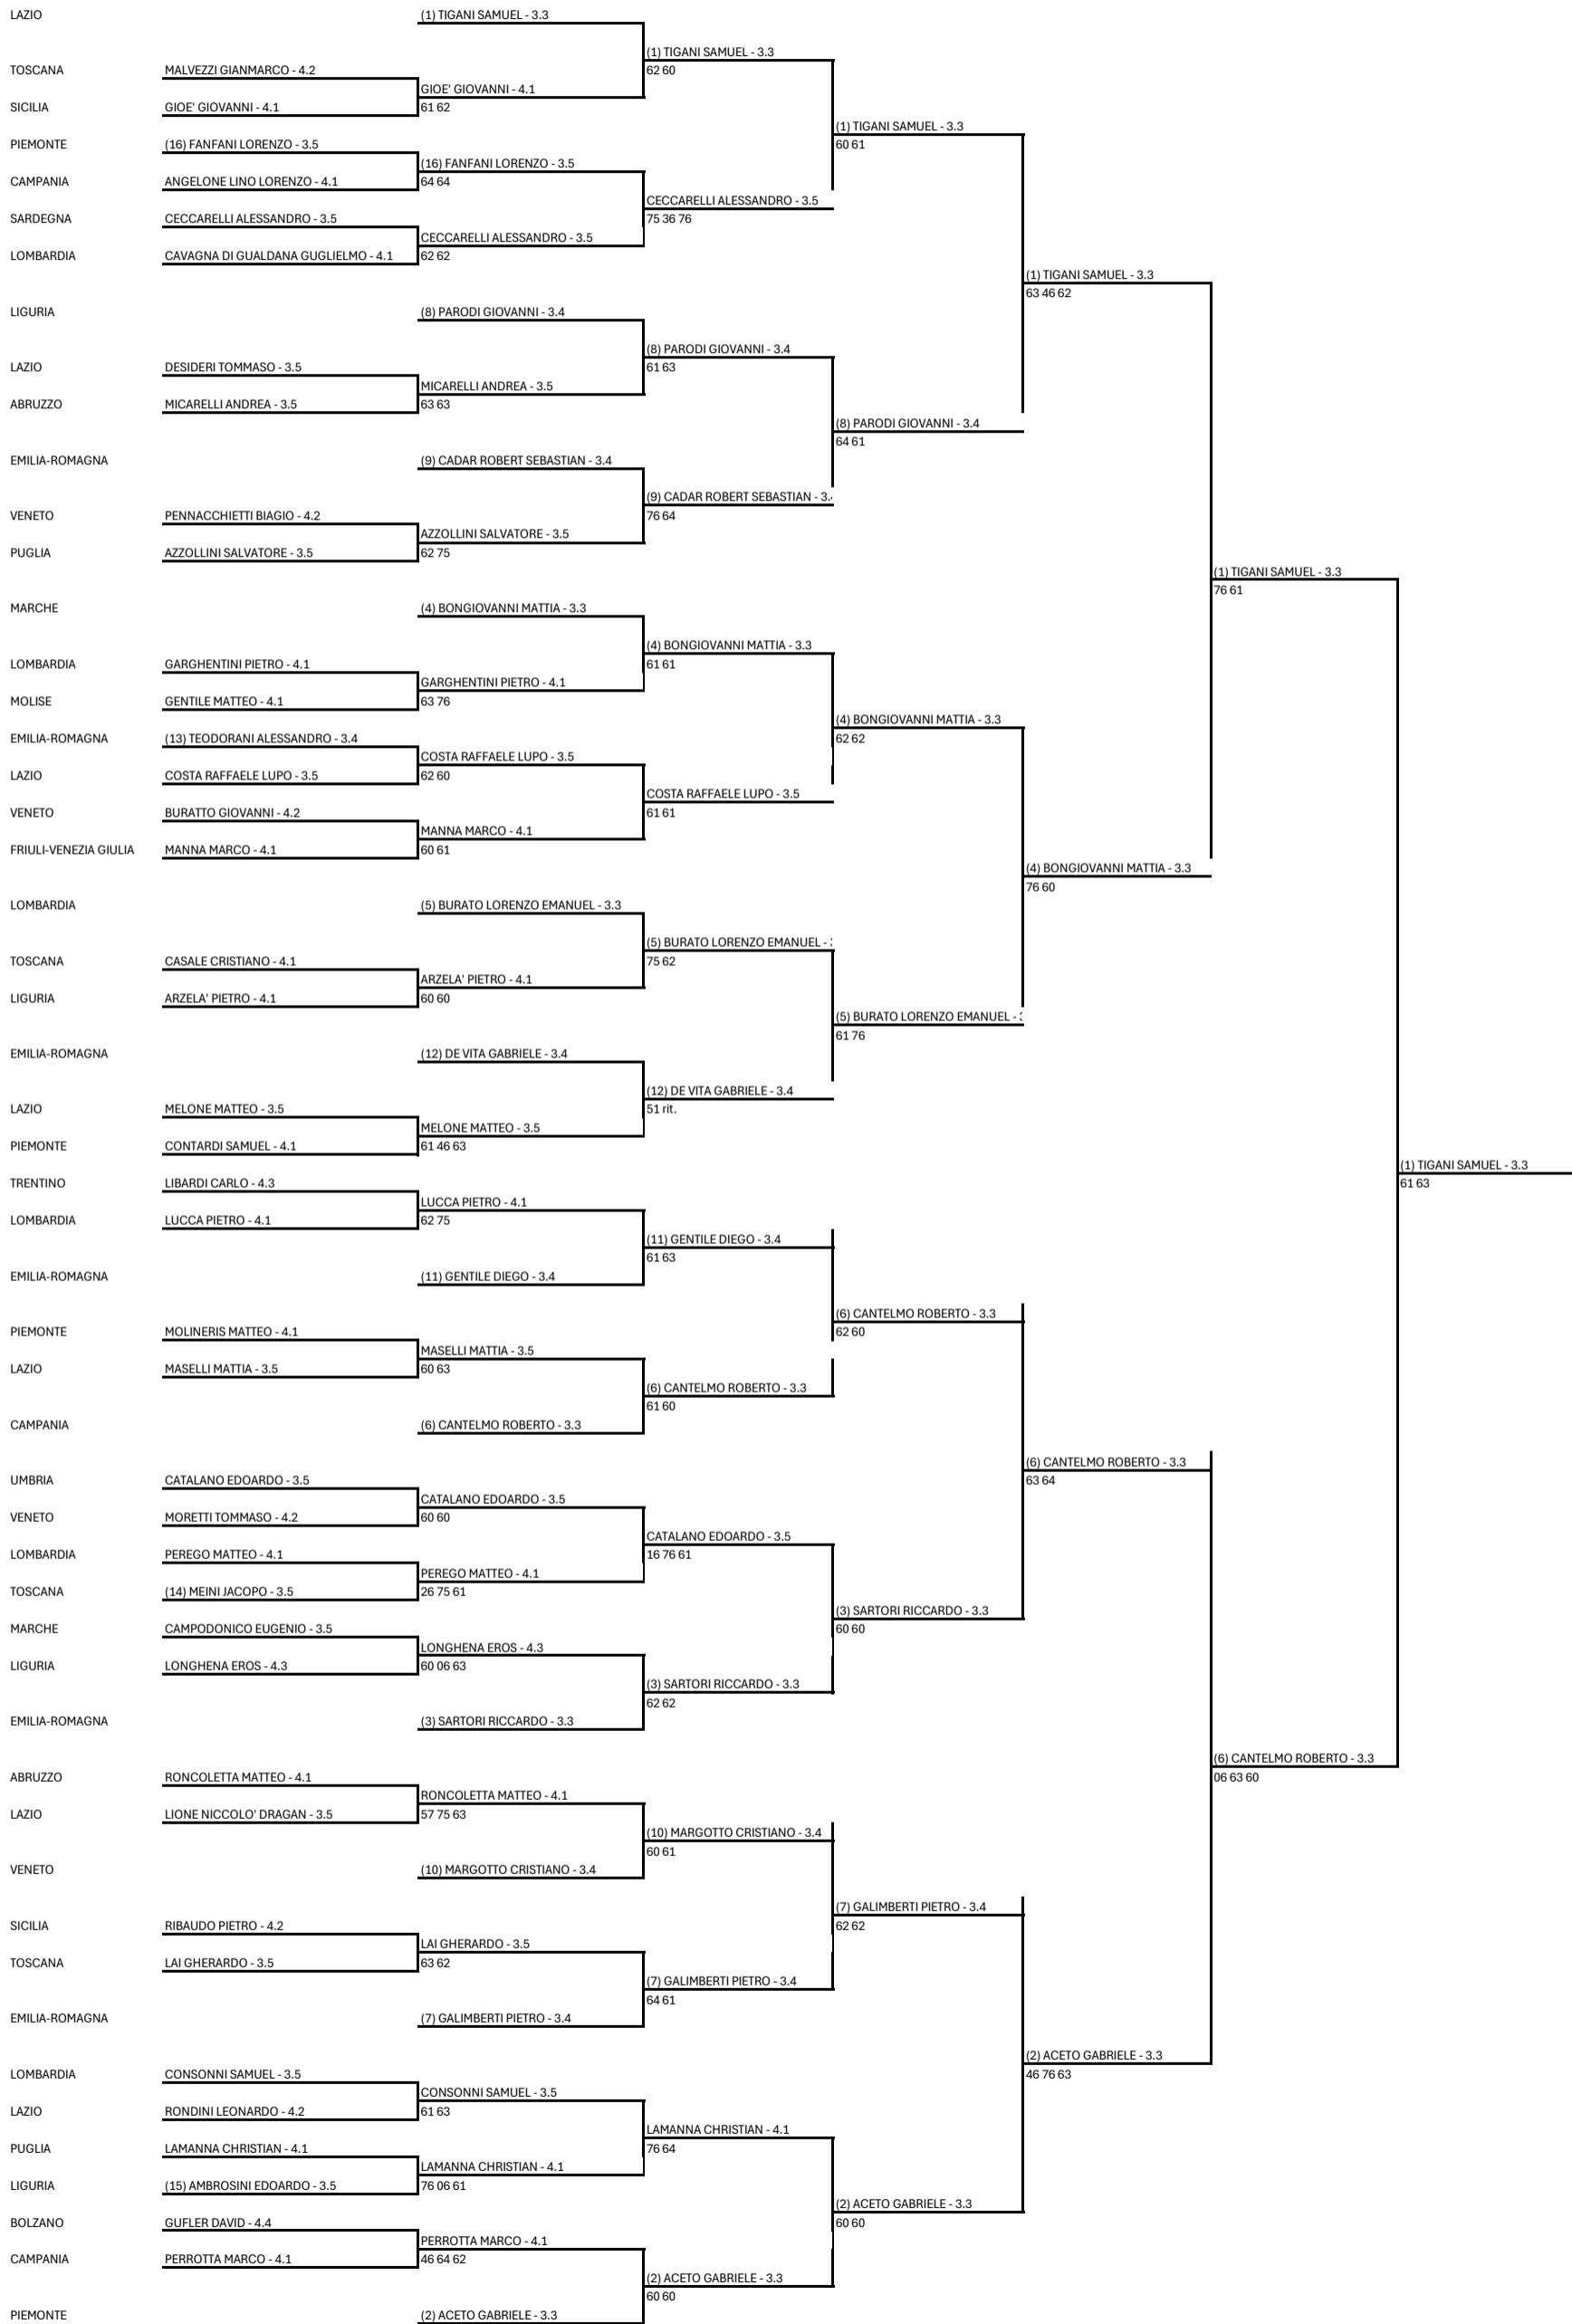 LAZIO (1) TIGANI SAMUEL - 3.3
(1) TIGANI SAMUEL - 3.3
TOSCANA MALVEZZI GIANMARCO - 4.2 62 60
GIOE' GIOVANNI - 4.1
SICILIA GIOE' GIOVANNI - 4.1 61 62
(1) TIGANI SAMUEL - 3.3
PIEMONTE (16) FANFANI LORENZO - 3.5 60 61
(16) FANFANI LORENZO - 3.5
CAMPANIA ANGELONE LINO LORENZO - 4.1 64 64
CECCARELLI ALESSANDRO - 3.5
SARDEGNA CECCARELLI ALESSANDRO - 3.5 75 36 76
CECCARELLI ALESSANDRO - 3.5
LOMBARDIA CAVAGNA DI GUALDANA GUGLIELMO - 4.1 62 62
(1) TIGANI SAMUEL - 3.3
63 46 62
LIGURIA (8) PARODI GIOVANNI - 3.4
(8) PARODI GIOVANNI - 3.4
LAZIO DESIDERI TOMMASO - 3.5 61 63
MICARELLI ANDREA - 3.5
ABRUZZO MICARELLI ANDREA - 3.5 63 63
(8) PARODI GIOVANNI - 3.4
64 61
EMILIA-ROMAGNA (9) CADAR ROBERT SEBASTIAN - 3.4
(9) CADAR ROBERT SEBASTIAN - 3.
VENETO PENNACCHIETTI BIAGIO - 4.2 76 64
AZZOLLINI SALVATORE - 3.5
PUGLIA AZZOLLINI SALVATORE - 3.5 62 75
(1) TIGANI SAMUEL - 3.3
76 61
MARCHE (4) BONGIOVANNI MATTIA - 3.3
(4) BONGIOVANNI MATTIA - 3.3
LOMBARDIA GARGHENTINI PIETRO - 4.1 61 61
GARGHENTINI PIETRO - 4.1
MOLISE GENTILE MATTEO - 4.1 63 76
(4) BONGIOVANNI MATTIA - 3.3
EMILIA-ROMAGNA (13) TEODORANI ALESSANDRO - 3.4 62 62
COSTA RAFFAELE LUPO - 3.5
LAZIO COSTA RAFFAELE LUPO - 3.5 62 60
COSTA RAFFAELE LUPO - 3.5
VENETO BURATTO GIOVANNI - 4.2 61 61
MANNA MARCO - 4.1
FRIULI-VENEZIA GIULIA MANNA MARCO - 4.1 60 61
(4) BONGIOVANNI MATTIA - 3.3
76 60
LOMBARDIA (5) BURATO LORENZO EMANUEL - 3.3
(5) BURATO LORENZO EMANUEL -
TOSCANA CASALE CRISTIANO - 4.1 75 62
ARZELA' PIETRO - 4.1
LIGURIA ARZELA' PIETRO - 4.1 60 60
(5) BURATO LORENZO EMANUEL -
61 76
EMILIA-ROMAGNA (12) DE VITA GABRIELE - 3.4
(12) DE VITA GABRIELE - 3.4
LAZIO MELONE MATTEO - 3.5 51 rit.
MELONE MATTEO - 3.5
PIEMONTE CONTARDI SAMUEL - 4.1 61 46 63
(1) TIGANI SAMUEL - 3.3
TRENTINO LIBARDI CARLO - 4.3 61 63
LUCCA PIETRO - 4.1
LOMBARDIA LUCCA PIETRO - 4.1 62 75
(11) GENTILE DIEGO - 3.4
61 63
EMILIA-ROMAGNA (11) GENTILE DIEGO - 3.4
(6) CANTELMO ROBERTO - 3.3
PIEMONTE MOLINERIS MATTEO - 4.1 62 60
MASELLI MATTIA - 3.5
LAZIO MASELLI MATTIA - 3.5 60 63
(6) CANTELMO ROBERTO - 3.3
61 60
CAMPANIA (6) CANTELMO ROBERTO - 3.3
(6) CANTELMO ROBERTO - 3.3
UMBRIA CATALANO EDOARDO - 3.5 63 64
CATALANO EDOARDO - 3.5
VENETO MORETTI TOMMASO - 4.2 60 60
CATALANO EDOARDO - 3.5
LOMBARDIA PEREGO MATTEO - 4.1 16 76 61
PEREGO MATTEO - 4.1
TOSCANA (14) MEINI JACOPO - 3.5 26 75 61
(3) SARTORI RICCARDO - 3.3
MARCHE CAMPODONICO EUGENIO - 3.5 60 60
LONGHENA EROS - 4.3
LIGURIA LONGHENA EROS - 4.3 60 06 63
(3) SARTORI RICCARDO - 3.3
62 62
EMILIA-ROMAGNA (3) SARTORI RICCARDO - 3.3
(6) CANTELMO ROBERTO - 3.3
ABRUZZO RONCOLETTA MATTEO - 4.1 06 63 60
RONCOLETTA MATTEO - 4.1
LAZIO LIONE NICCOLO' DRAGAN - 3.5 57 75 63
(10) MARGOTTO CRISTIANO - 3.4
60 61
VENETO (10) MARGOTTO CRISTIANO - 3.4
(7) GALIMBERTI PIETRO - 3.4
SICILIA RIBAUDO PIETRO - 4.2 62 62
LAI GHERARDO - 3.5
TOSCANA LAI GHERARDO - 3.5 63 62
(7) GALIMBERTI PIETRO - 3.4
64 61
EMILIA-ROMAGNA (7) GALIMBERTI PIETRO - 3.4
(2) ACETO GABRIELE - 3.3
LOMBARDIA CONSONNI SAMUEL - 3.5 46 76 63
CONSONNI SAMUEL - 3.5
LAZIO RONDINI LEONARDO - 4.2 61 63
LAMANNA CHRISTIAN - 4.1
PUGLIA LAMANNA CHRISTIAN - 4.1 76 64
LAMANNA CHRISTIAN - 4.1
LIGURIA (15) AMBROSINI EDOARDO - 3.5 76 06 61
(2) ACETO GABRIELE - 3.3
BOLZANO GUFLER DAVID - 4.4 60 60
PERROTTA MARCO - 4.1
CAMPANIA PERROTTA MARCO - 4.1 46 64 62
(2) ACETO GABRIELE - 3.3
60 60
PIEMONTE (2) ACETO GABRIELE - 3.3